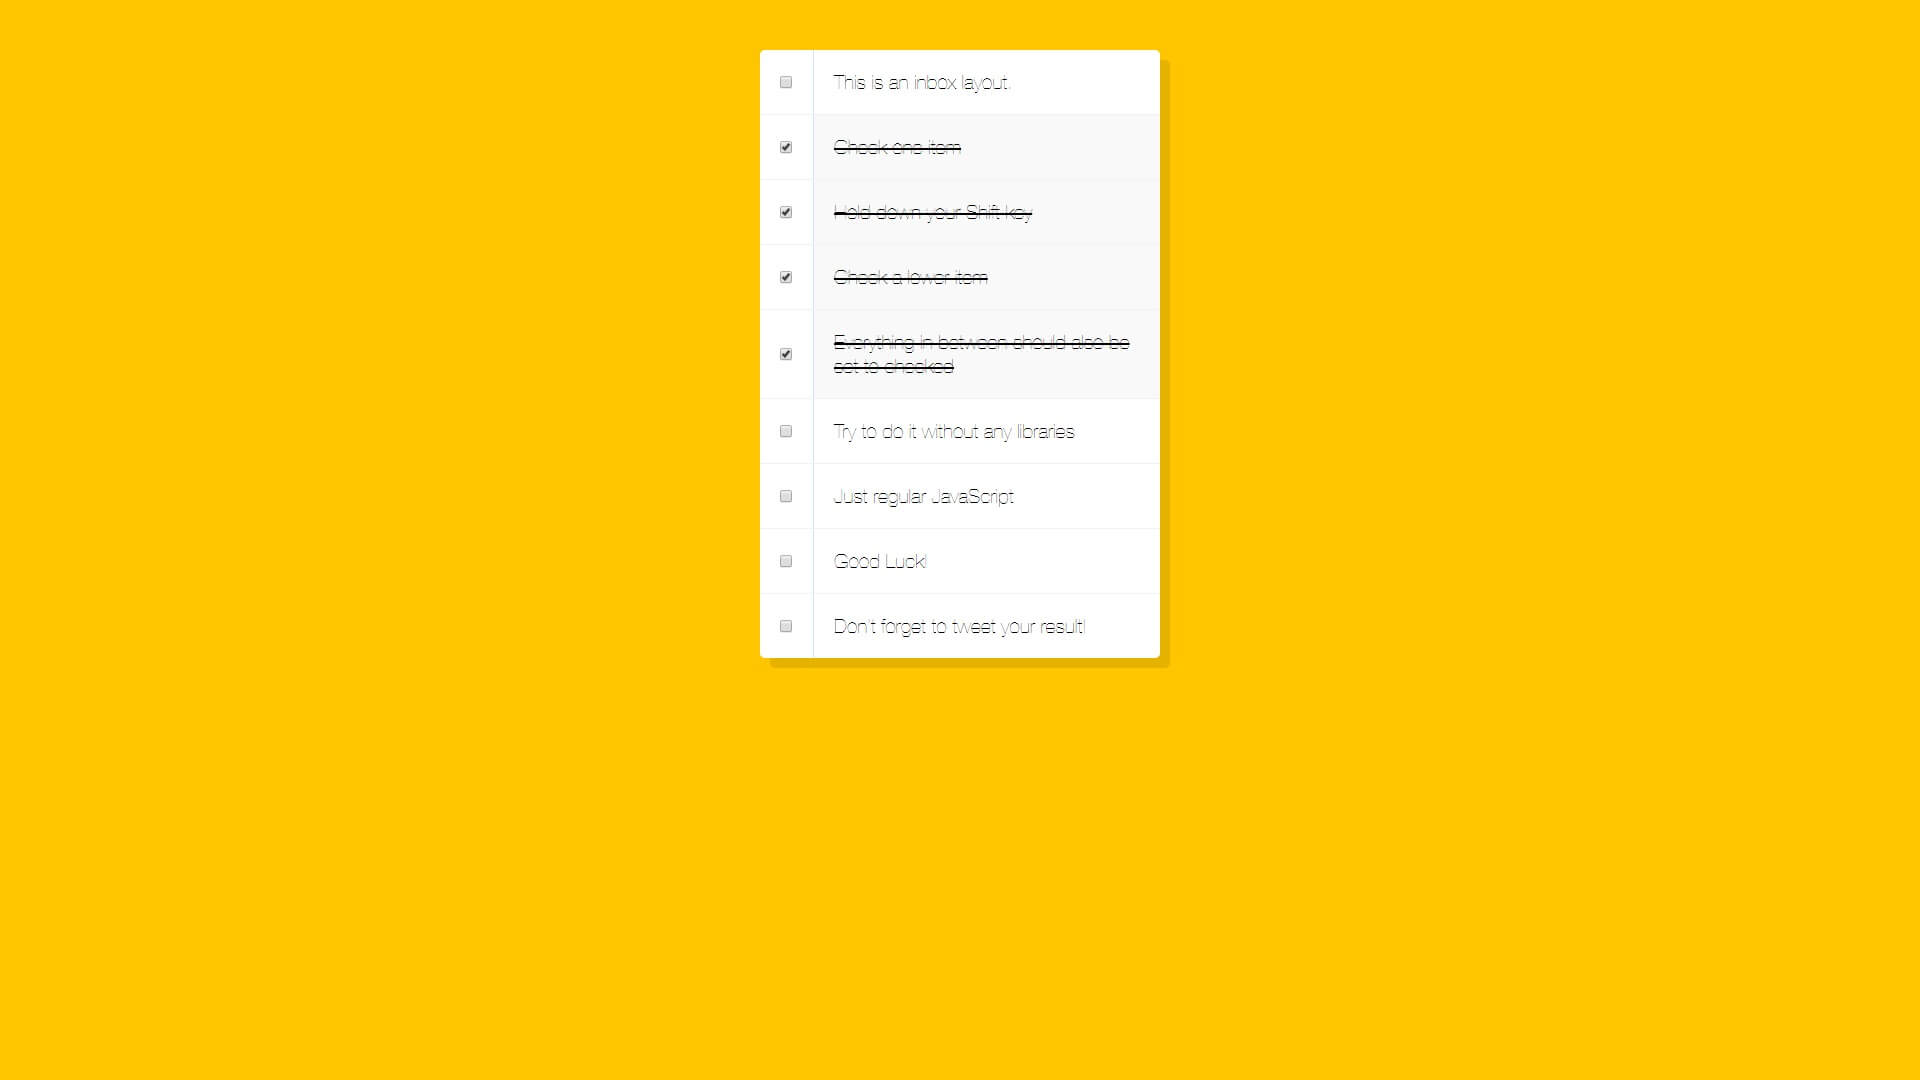 This is an inbox layout.
Check one item
Hold down your Shift key
Check a lower item
Everything in between should also be
set to checked
Try to do it without any libraries
Just regular JavaScript
Good Luck!
Don't forget to tweet your result!